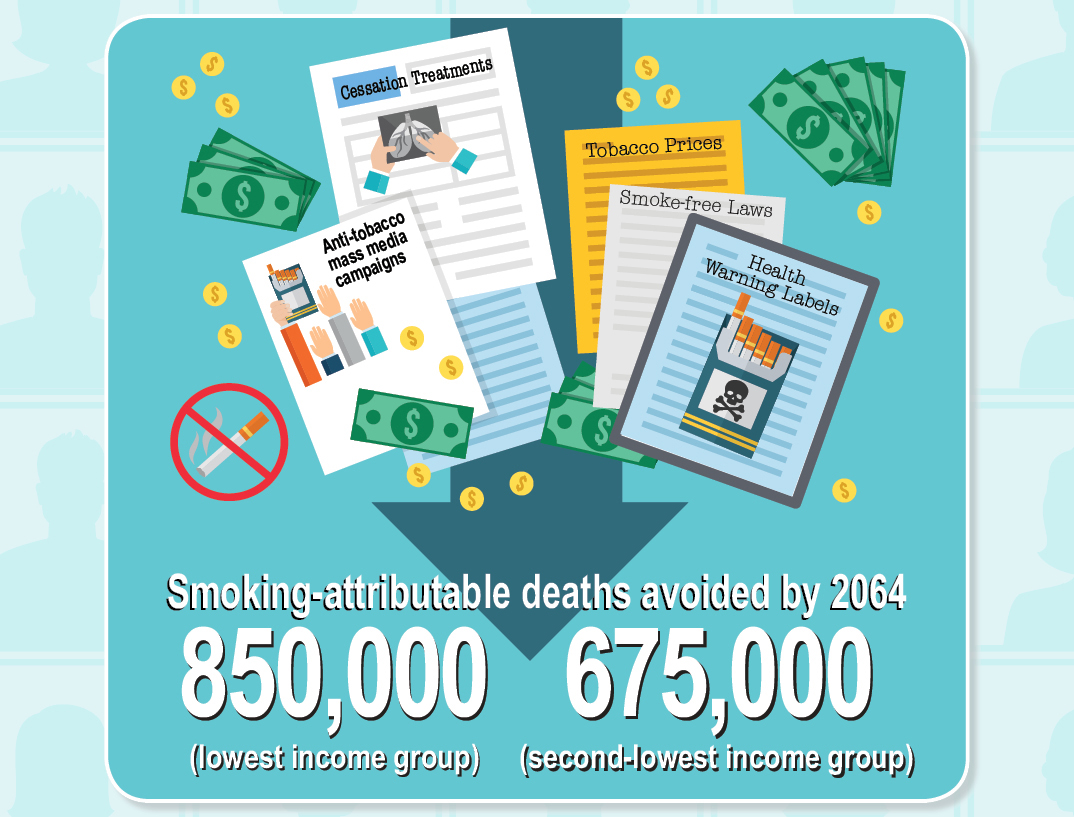 Cessation Treatments
Tobacco Prices
Smoke-free Laws
Anti-tobacco
mass media
campaigns
Health
Warning Labels
Smoking-attributable deaths avoided by 2064
850,000 675,000
(lowest income group) (second-lowest income group)